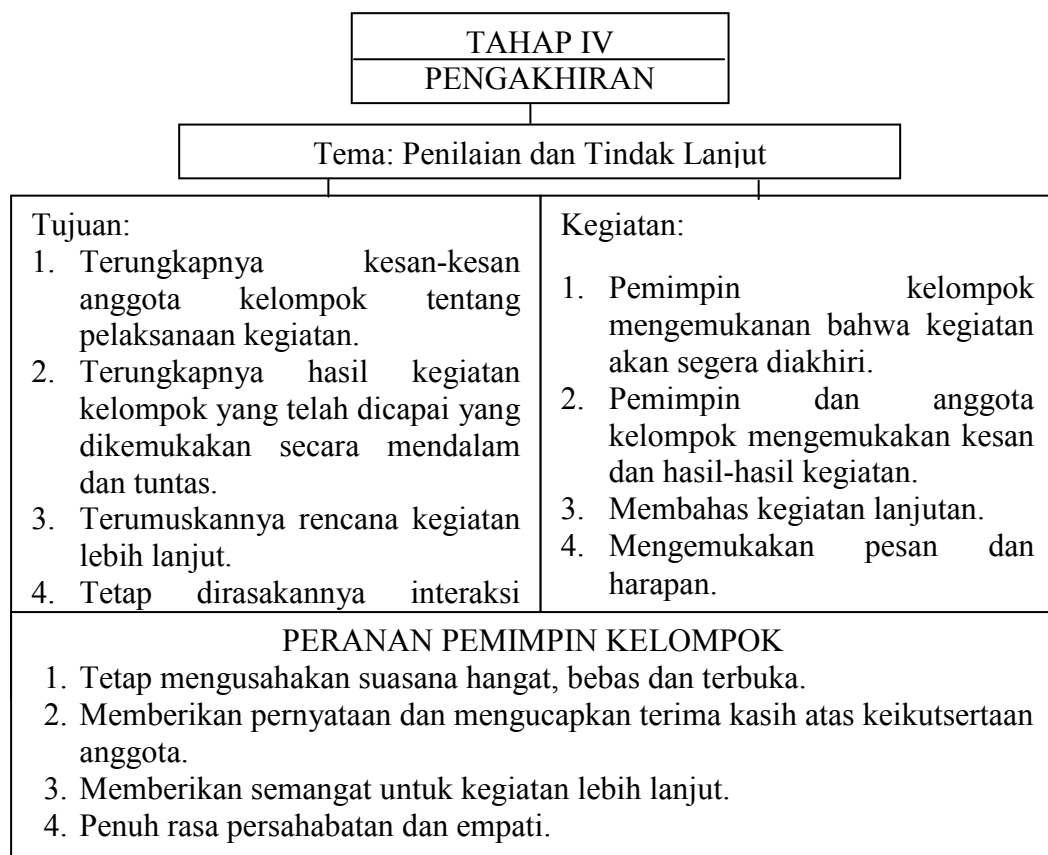 TAHAP IV
PENGAKHIRAN
Tema: Penilaian dan Tindak Lanjut
Tujuan:
1. Terungkapnya kesan-kesan
anggota kelompok tentang
pelaksanaan kegiatan.
2. Terungkapnya hasil kegiatan
kelompok yang telah dicapai yang
dikemukakan secara mendalam
dan tuntas.
3. Terumuskannya rencana kegiatan
lebih lanjut.
4. Tetap dirasakannya interaksi
Kegiatan:
1. Pemimpin kelompok
mengemukanan bahwa kegiatan
akan segera diakhiri.
2. Pemimpin dan anggota
kelompok mengemukakan kesan
dan hasil-hasil kegiatan.
3. Membahas kegiatan lanjutan.
4. Mengemukakan pesan dan
harapan.
PERANAN PEMIMPIN KELOMPOK
1. Tetap mengusahakan suasana hangat, bebas dan terbuka.
2. Memberikan pernyataan dan mengucapkan terima kasih atas keikutsertaan
anggota.
3. Memberikan semangat untuk kegiatan lebih lanjut.
4. Penuh rasa persahabatan dan empati.